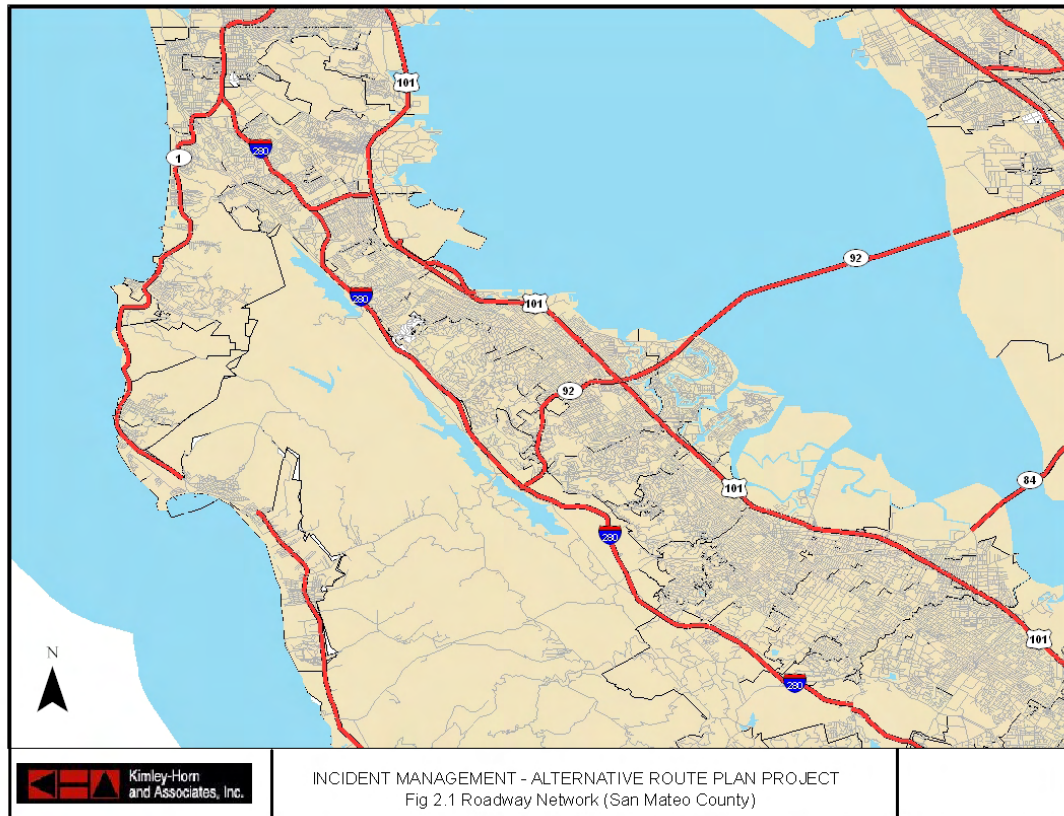 101
280
1
92
280
101
92
101
84
280
101
280
N
Kimley-Horn
and Associates, Inc.
INCIDENT MANAGEMENT - ALTERNATIVE ROUTE PLAN PROJECT
Fig 2.1 Roadway Network (San Mateo County)